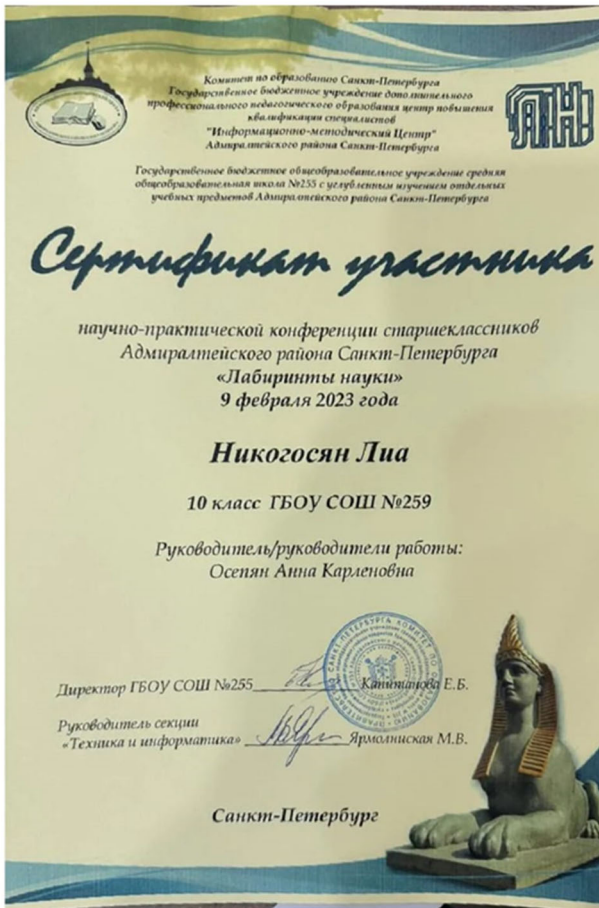 Комитет по образованию Санкт-Петербурга
Государственное бюджетное учреждение дополнительного
профессионального педагогического образования центр повышения
квалификации специалистов
"Информационно-методический Центр"
Адмиралтейского района Санкт-Петербурга
Государственное бюджетное общеобразовательное учреждение средняя
общеобразовательная школа №255 с углубленным изучением отдельных
учебных предметов Адмиралтейского района Санкт-Петербурга
Сертификат участника
научно-практической конференции старшеклассников
Адмиралтейского района Санкт-Петербурга
«Лабиринты науки»
9 февраля 2023 года
Никогосян Лиа
10 класс ГБОУ СОШ №259
Руководитель/руководители работы:
Осепян Анна Карленовна
Директор ГБОУ СОШ №255 Капитанова Е.Б.
Руководитель секции
«Техника и информатика» Ярмолинская М.В.
Санкт-Петербург